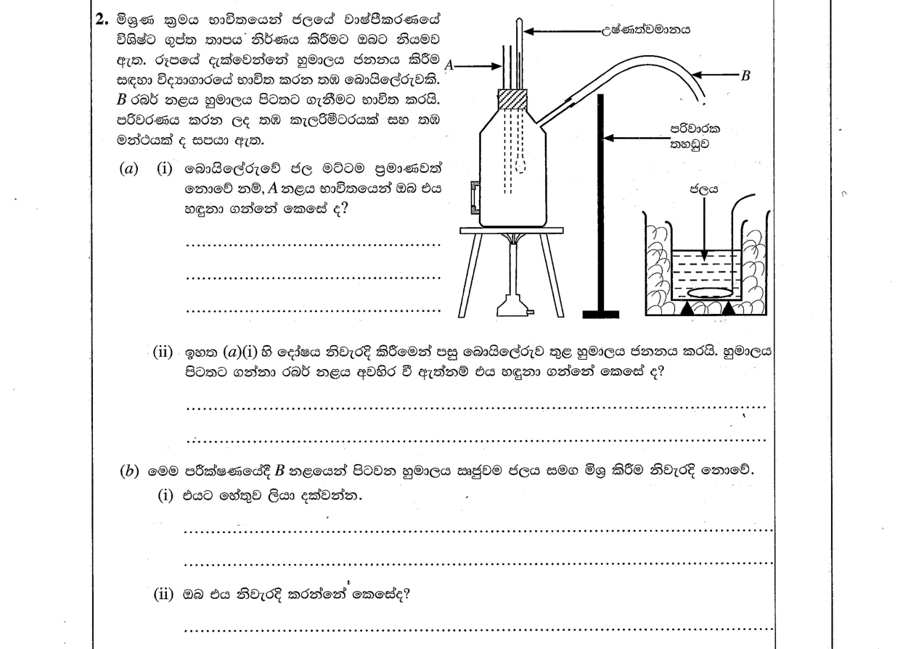 2. මිශ්‍රණ ක්‍රමය භාවිතයෙන් ජලයේ වාෂ්පීකරණයේ
විශිෂ්ට ගුප්ත තාපය නිර්ණය කිරීමට ඔබට නියමව
ඇත. රූපයේ දැක්වෙන්නේ හුමාලය ජනනය කිරීම
සඳහා විද්‍යාගාරයේ භාවිත කරන තඹ බොයිලේරුවකි.
B රබර් නළය හුමාලය පිටතට ගැනීමට භාවිත කරයි.
පරිවරණය කරන ලද තඹ කැලරිමීටරයක් සහ තඹ
මන්ථයක් ද සපයා ඇත.
උෂ්ණත්වමානය
A
B
පරිවාරක
තහඩුව
ජලය
(a) (i) බොයිලේරුවේ ජල මට්ටම ප්‍රමාණවත්
නොවේ නම්, A නළය භාවිතයෙන් ඔබ එය
හඳුනා ගන්නේ කෙසේ ද?
(ii) ඉහත (a)(i) හි දෝෂය නිවැරදි කිරීමෙන් පසු බොයිලේරුව තුළ හුමාලය ජනනය කරයි. හුමාලය
පිටතට ගන්නා රබර් නළය අවහිර වී ඇත්නම් එය හඳුනා ගන්නේ කෙසේ ද?
(b) මෙම පරීක්ෂණයේදී B නළයෙන් පිටවන හුමාලය ඍජුවම ජලය සමග මිශ්‍ර කිරීම නිවැරදි නොවේ.
(i) එයට හේතුව ලියා දක්වන්න.
(ii) ඔබ එය නිවැරදි කරන්නේ කෙසේද?